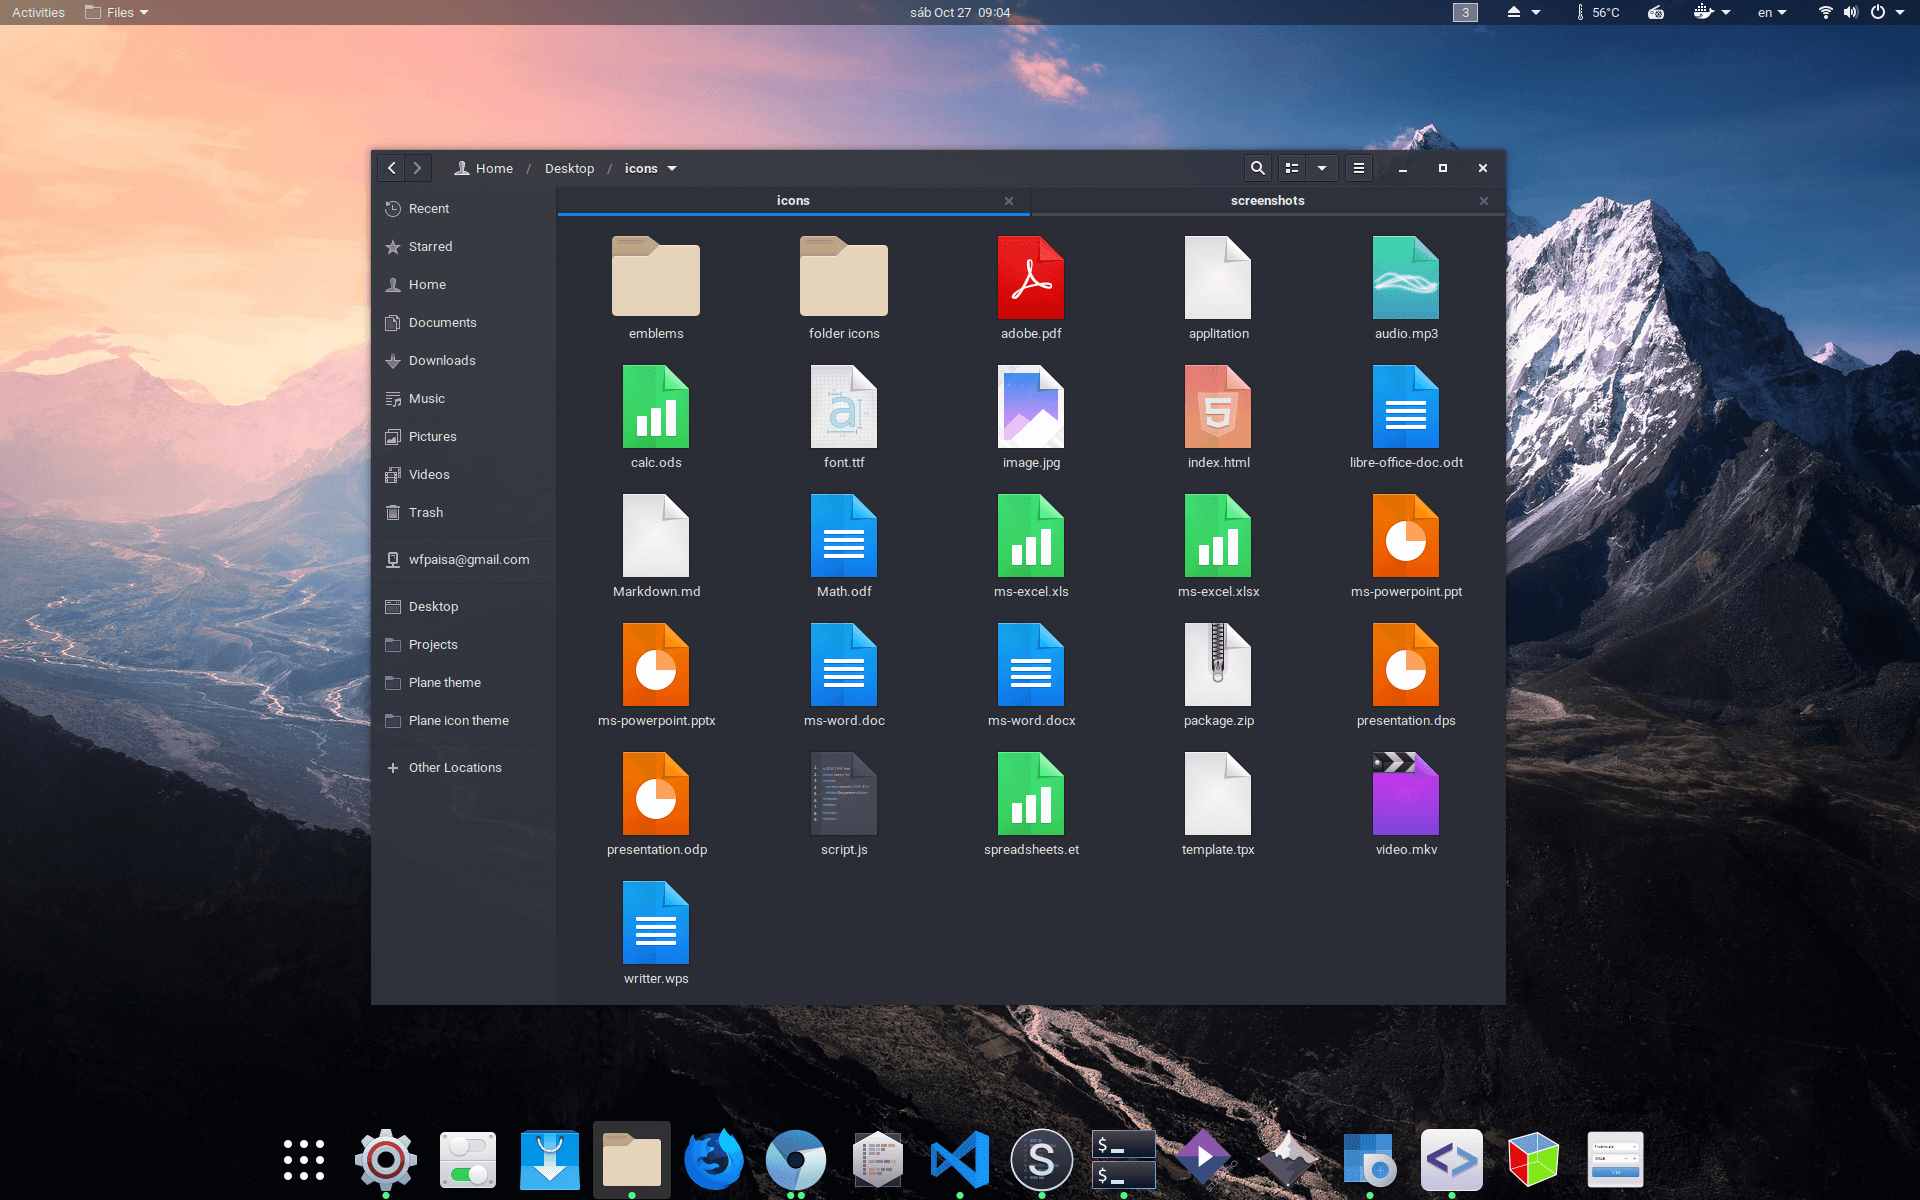 Activities Files sáb Oct 27 09:04 3 56°C en
Home / Desktop / icons
icons screenshots
Recent
Starred
Home
Documents
Downloads
Music
Pictures
Videos
Trash
wfpaisa@gmail.com
Desktop
Projects
Plane theme
Plane icon theme
Other Locations
emblems folder icons adobe.pdf applitation audio.mp3
calc.ods font.ttf image.jpg index.html libre-office-doc.odt
Markdown.md Math.odf ms-excel.xls ms-excel.xlsx ms-powerpoint.ppt
ms-powerpoint.pptx ms-word.doc ms-word.docx package.zip presentation.dps
presentation.odp script.js spreadsheets.et template.tpx video.mkv
writter.wps